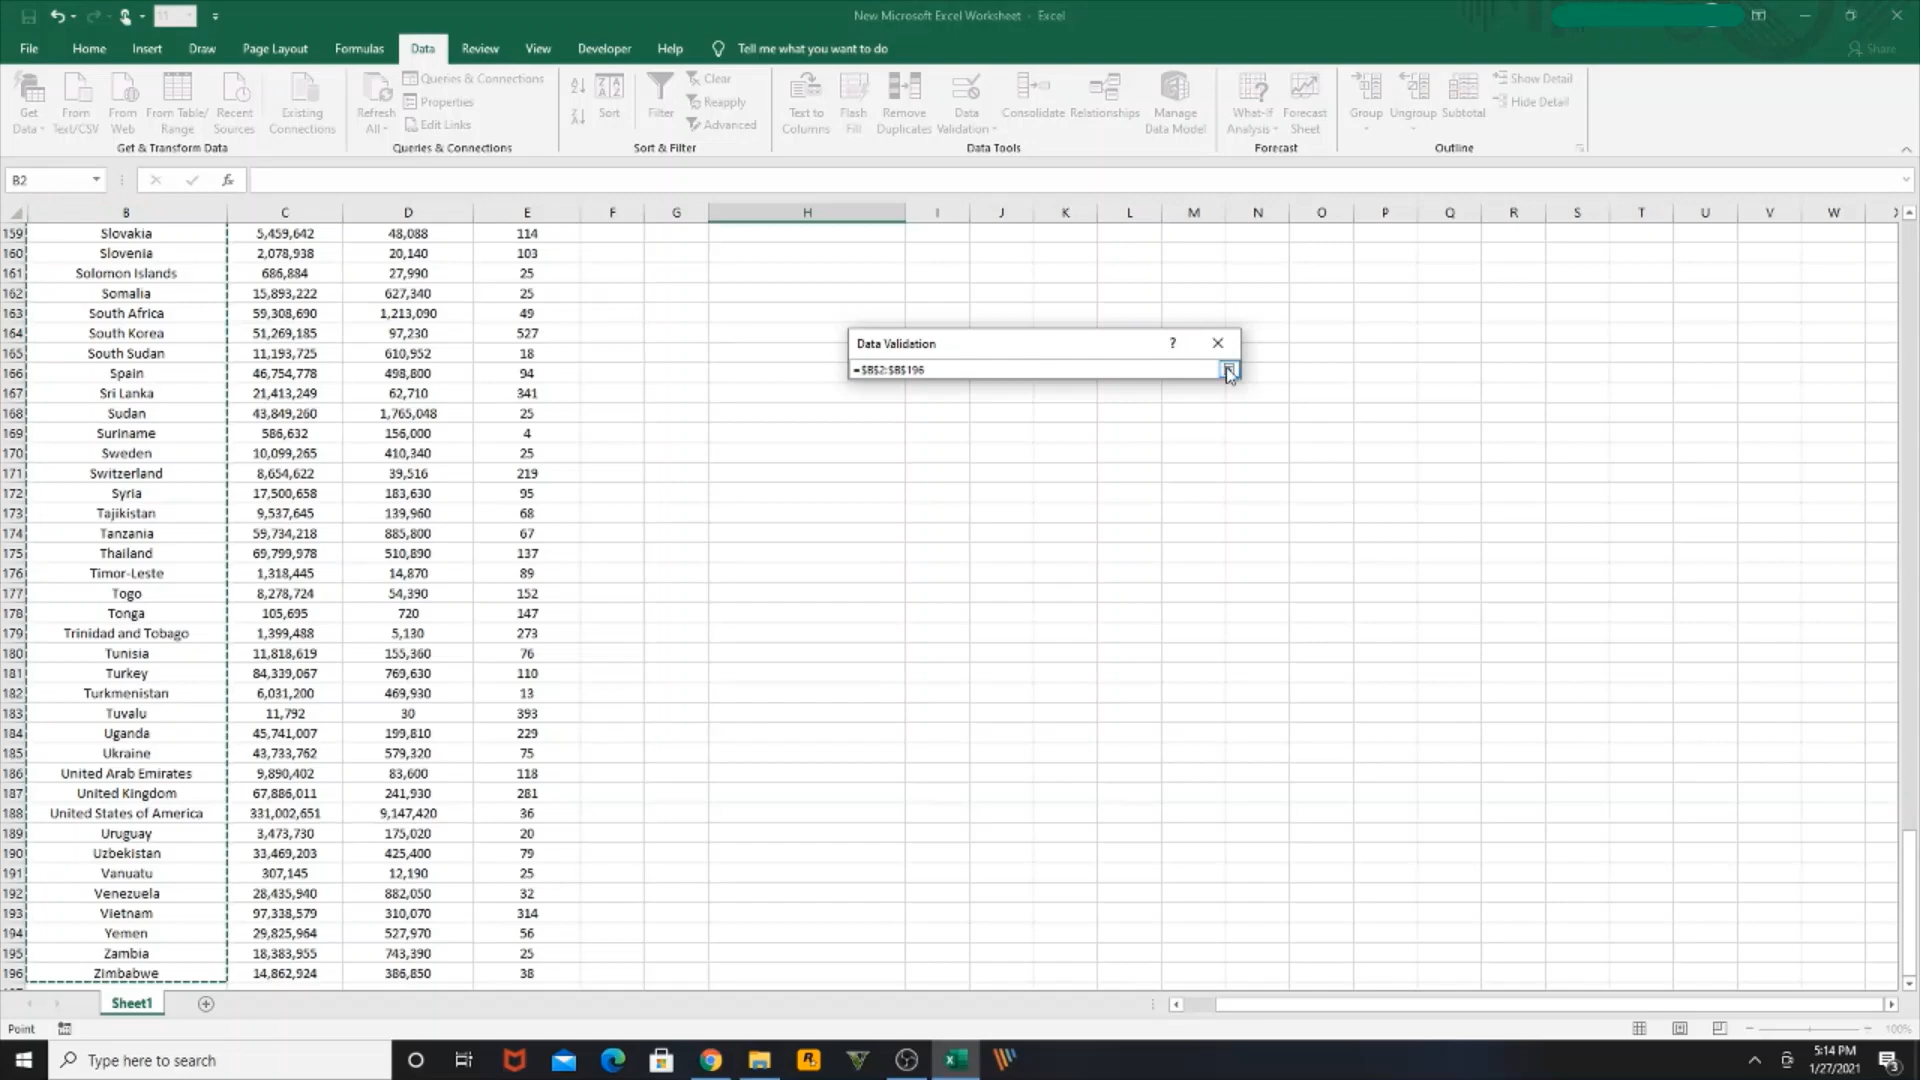 New Microsoft Excel Worksheet - Excel
File Home Insert Draw Page Layout Formulas Data Review View Developer Help Tell me what you want to do Share
Get Data From Text/CSV From Web From Table/ Range Recent Sources Existing Connections
Get & Transform Data
Refresh All Queries & Connections Properties Edit Links
Queries & Connections
Sort Filter Clear Reapply Advanced
Sort & Filter
Text to Columns Flash Fill Remove Duplicates Data Validation Consolidate Relationships Manage Data Model
Data Tools
What-If Analysis Forecast Sheet
Forecast
Group Ungroup Subtotal Show Detail Hide Detail
Outline
B2 fx
B C D E F G H I J K L M N O P Q R S T U V W
159 Slovakia 5,459,642 48,088 114
160 Slovenia 2,078,938 20,140 103
161 Solomon Islands 686,884 27,990 25
162 Somalia 15,893,222 627,340 25
163 South Africa 59,308,690 1,213,090 49
164 South Korea 51,269,185 97,230 527
165 South Sudan 11,193,725 610,952 18
166 Spain 46,754,778 498,800 94
167 Sri Lanka 21,413,249 62,710 341
168 Sudan 43,849,260 1,765,048 25
169 Suriname 586,632 156,000 4
170 Sweden 10,099,265 410,340 25
171 Switzerland 8,654,622 39,516 219
172 Syria 17,500,658 183,630 95
173 Tajikistan 9,537,645 139,960 68
174 Tanzania 59,734,218 885,800 67
175 Thailand 69,799,978 510,890 137
176 Timor-Leste 1,318,445 14,870 89
177 Togo 8,278,724 54,390 152
178 Tonga 105,695 720 147
179 Trinidad and Tobago 1,399,488 5,130 273
180 Tunisia 11,818,619 155,360 76
181 Turkey 84,339,067 769,630 110
182 Turkmenistan 6,031,200 469,930 13
183 Tuvalu 11,792 30 393
184 Uganda 45,741,007 199,810 229
185 Ukraine 43,733,762 579,320 75
186 United Arab Emirates 9,890,402 83,600 118
187 United Kingdom 67,886,011 241,930 281
188 United States of America 331,002,651 9,147,420 36
189 Uruguay 3,473,730 175,020 20
190 Uzbekistan 33,469,203 425,400 79
191 Vanuatu 307,145 12,190 25
192 Venezuela 28,435,940 882,050 32
193 Vietnam 97,338,579 310,070 314
194 Yemen 29,825,964 527,970 56
195 Zambia 18,383,955 743,390 25
196 Zimbabwe 14,862,924 386,850 38
Data Validation ?
=$B$2:$B$196
Sheet1
Point 100%
Type here to search
5:14 PM
1/27/2021